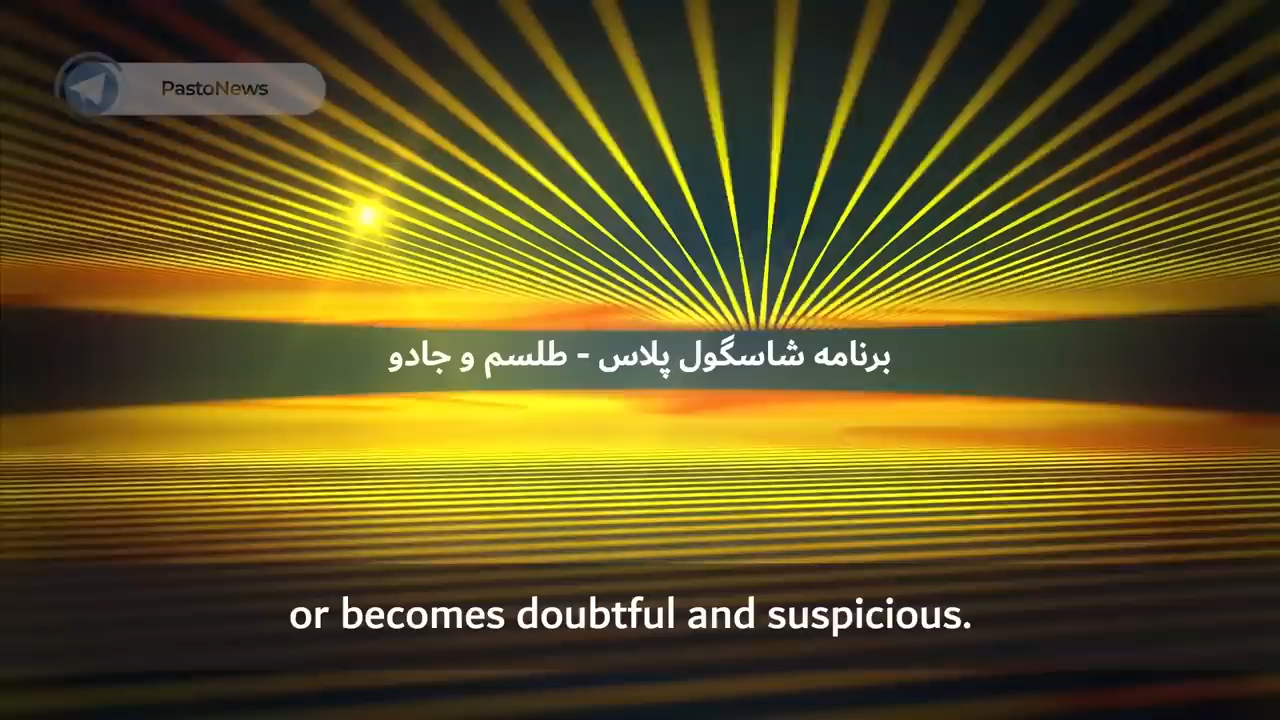 PastoNews
برنامه شاسگول پلاس - طلسم و جادو
or becomes doubtful and suspicious.